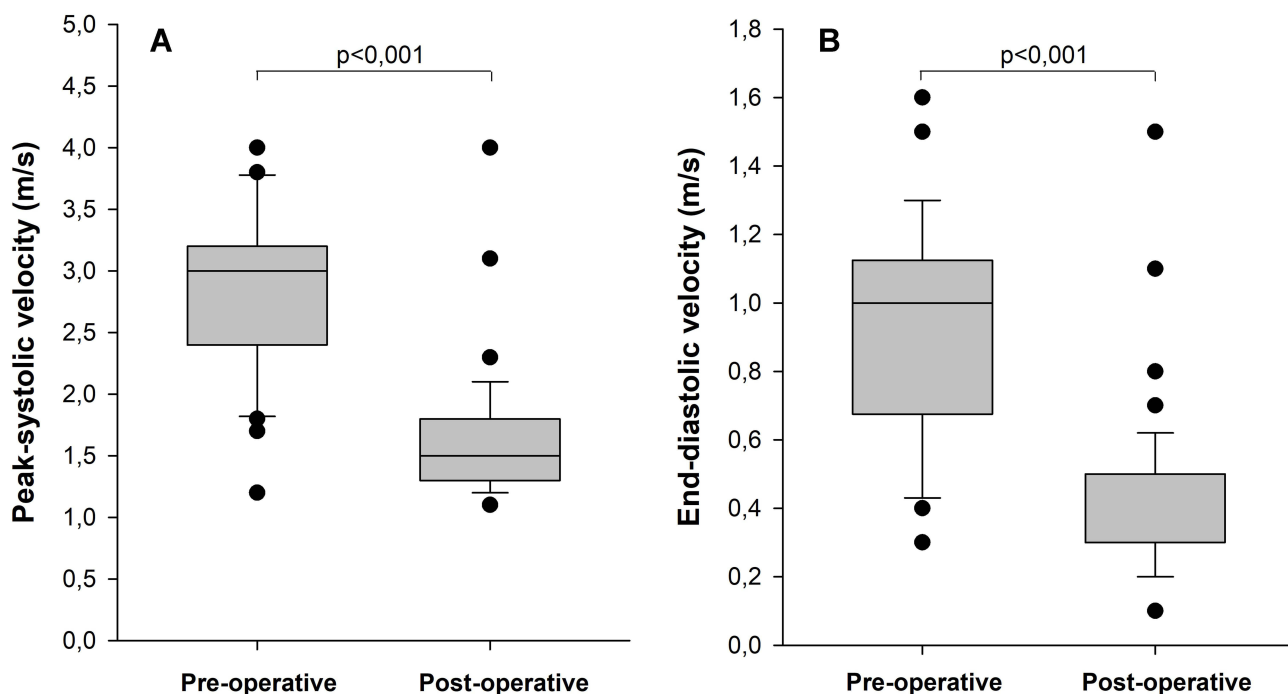 A
p<0,001
Peak-systolic velocity (m/s)
5,0
4,5
4,0
3,5
3,0
2,5
2,0
1,5
1,0
0,5
0,0
Pre-operative
Post-operative
B
p<0,001
End-diastolic velocity (m/s)
1,8
1,6
1,4
1,2
1,0
0,8
0,6
0,4
0,2
0,0
Pre-operative
Post-operative